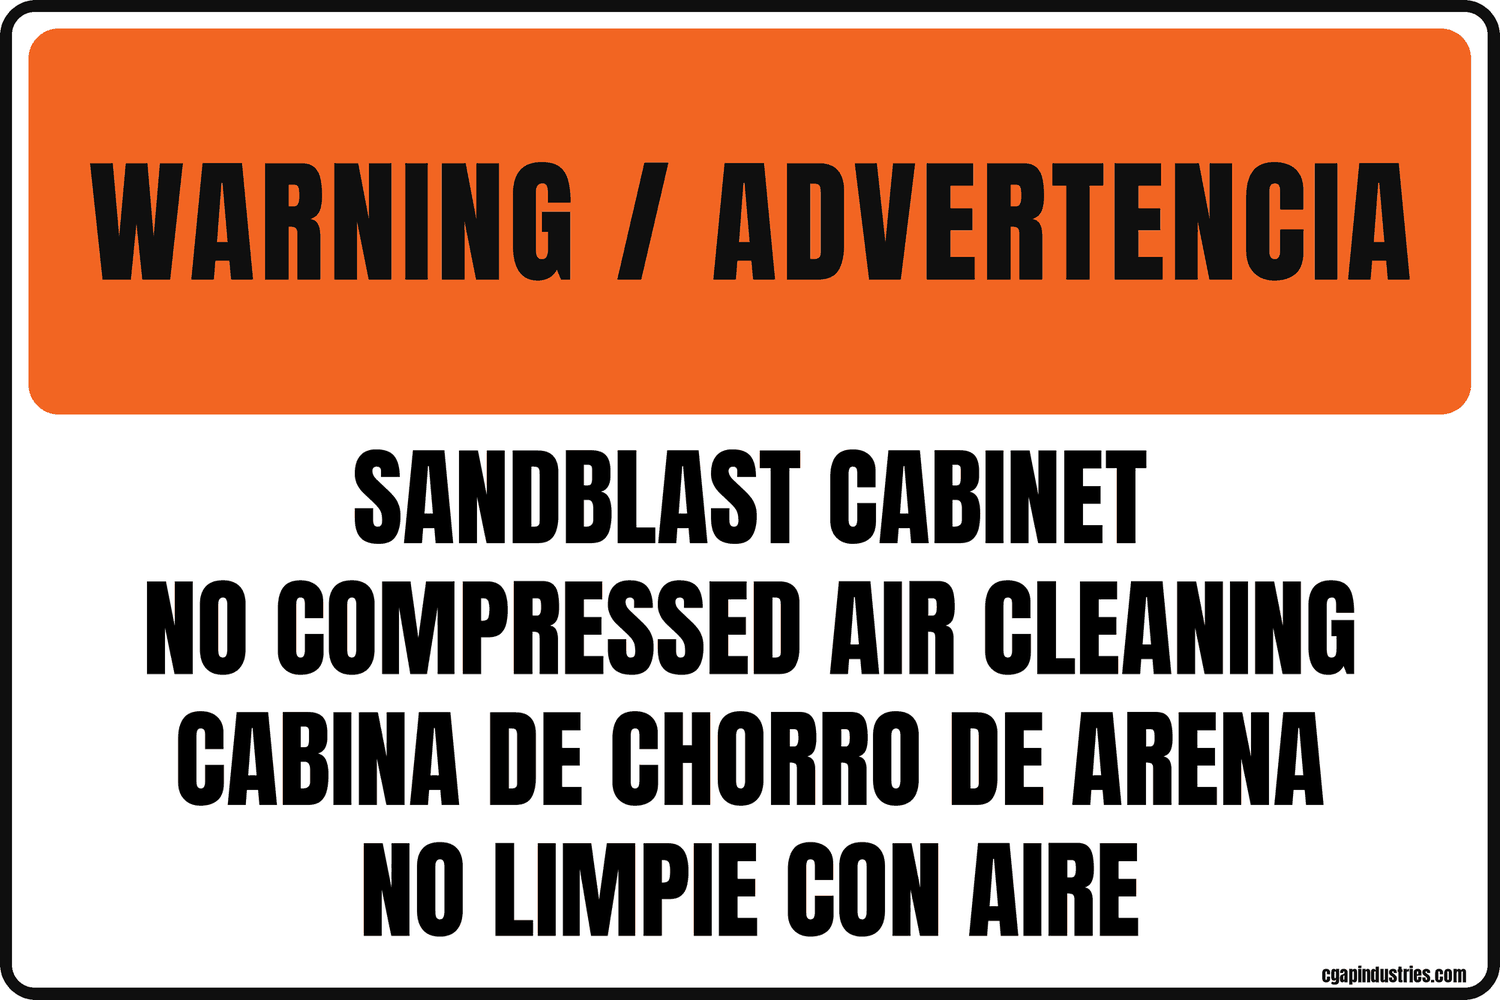 WARNING / ADVERTENCIA
SANDBLAST CABINET
NO COMPRESSED AIR CLEANING
CABINA DE CHORRO DE ARENA
NO LIMPIE CON AIRE
cgapindustries.com